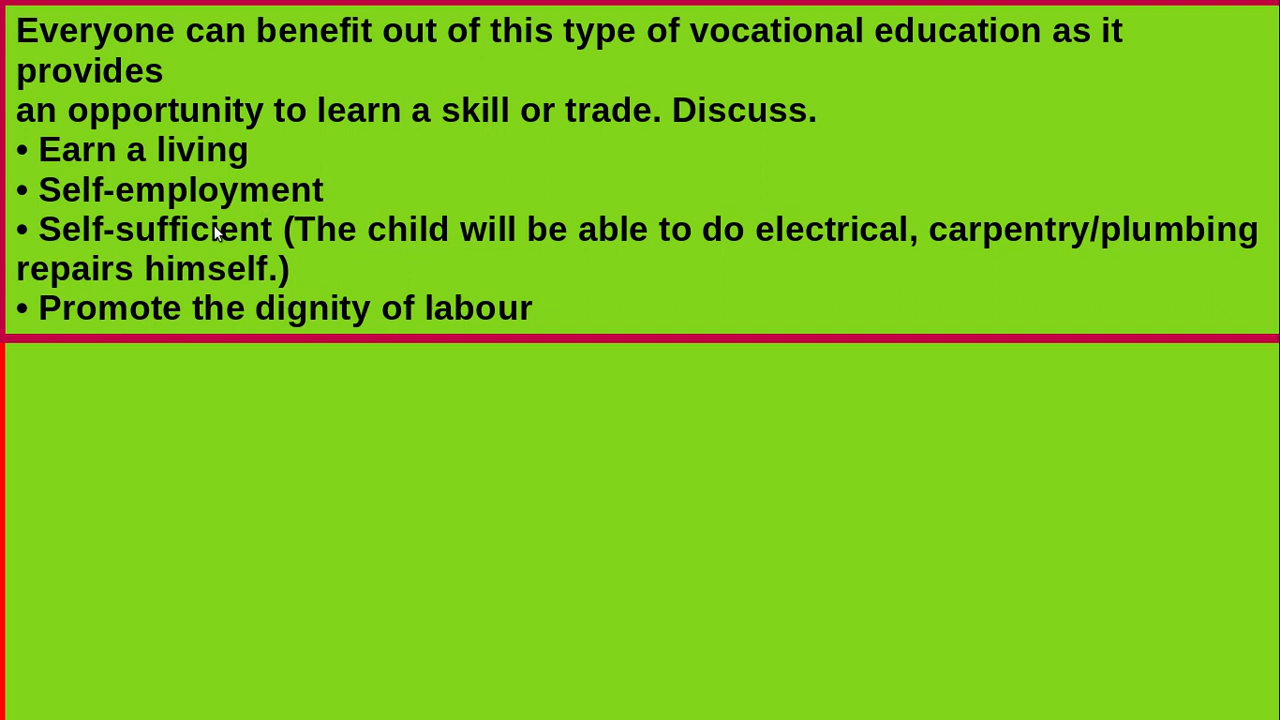 Everyone can benefit out of this type of vocational education as it
provides
an opportunity to learn a skill or trade. Discuss.
• Earn a living
• Self-employment
• Self-sufficient (The child will be able to do electrical, carpentry/plumbing
repairs himself.)
• Promote the dignity of labour